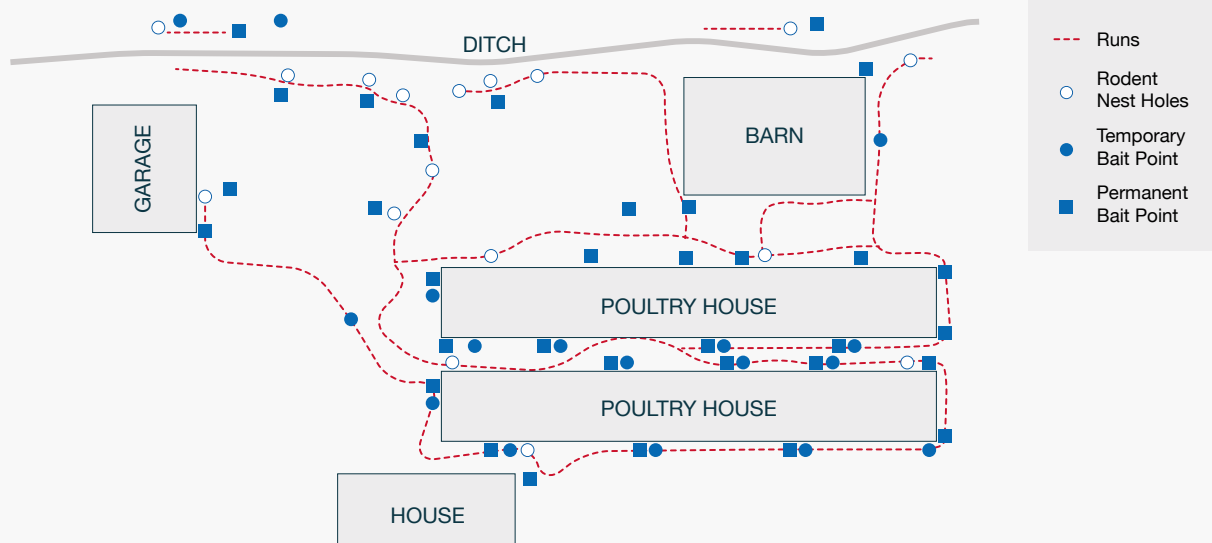 DITCH
GARAGE
BARN
POULTRY HOUSE
POULTRY HOUSE
HOUSE
Runs
Rodent
Nest Holes
Temporary
Bait Point
Permanent
Bait Point